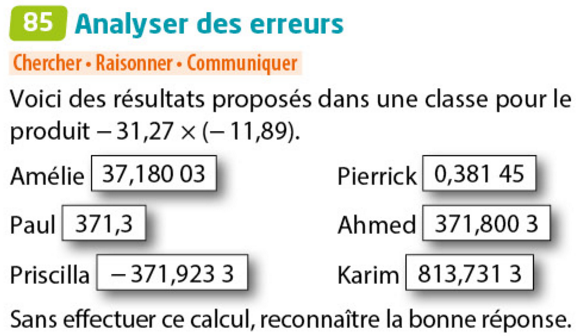 85 Analyser des erreurs
Chercher • Raisonner • Communiquer
Voici des résultats proposés dans une classe pour le
produit – 31,27 × (– 11,89).
Amélie 37,180 03 Pierrick 0,381 45
Paul 371,3 Ahmed 371,800 3
Priscilla – 371,923 3 Karim 813,731 3
Sans effectuer ce calcul, reconnaître la bonne réponse.